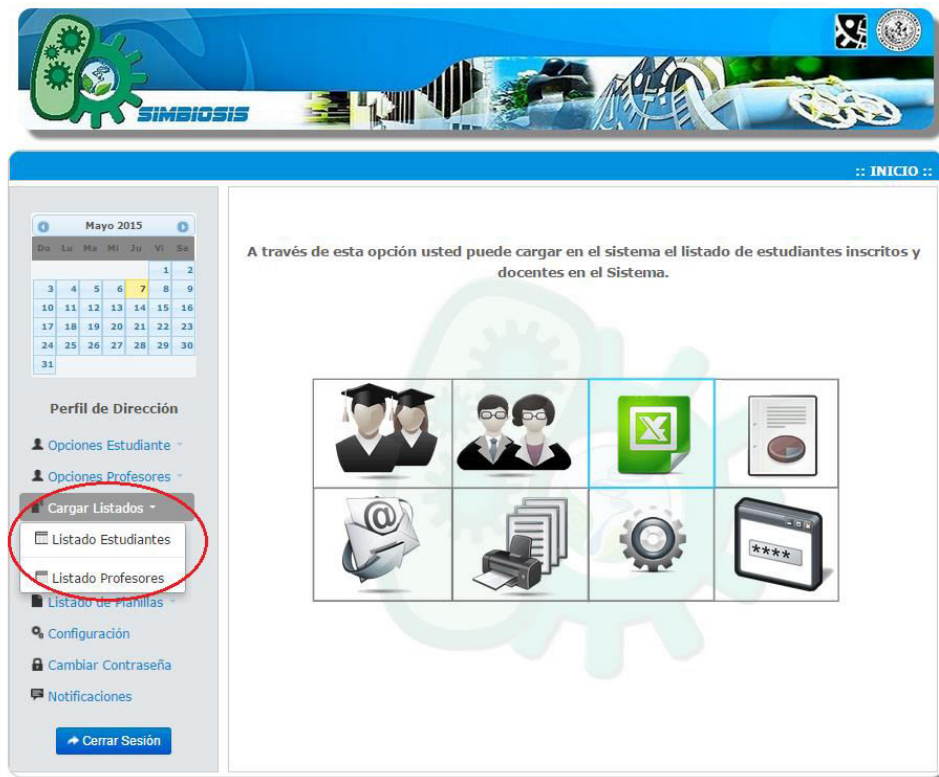 SIMBIOSIS
:: INICIO ::
Mayo 2015
Do Lu Ma Mi Ju Vi Sa
1 2
3 4 5 6 7 8 9
10 11 12 13 14 15 16
17 18 19 20 21 22 23
24 25 26 27 28 29 30
31
Perfil de Dirección
Opciones Estudiante
Opciones Profesores
Cargar Listados
Listado Estudiantes
Listado Profesores
Listado de Planillas
Configuración
Cambiar Contraseña
Notificaciones
Cerrar Sesión
A través de esta opción usted puede cargar en el sistema el listado de estudiantes inscritos y
docentes en el Sistema.
@
X
****